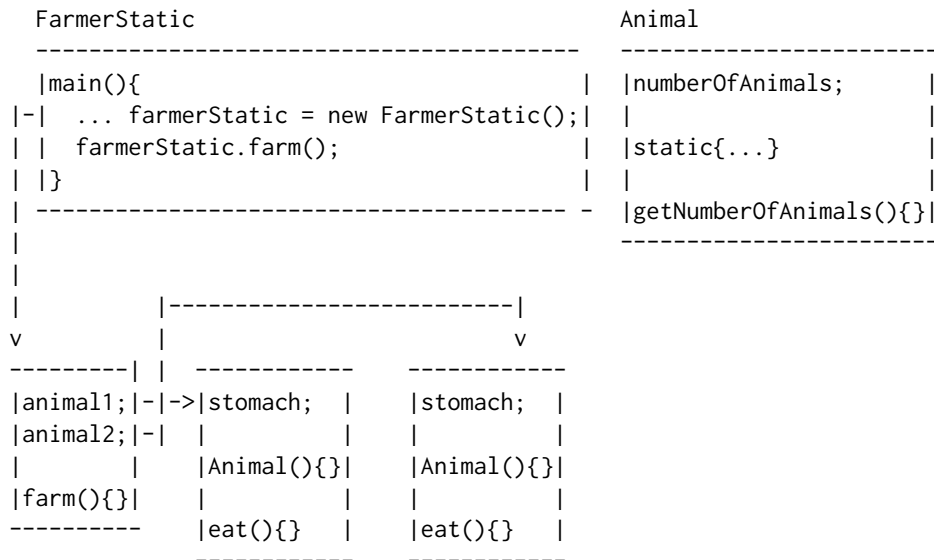 FarmerStatic Animal
----------------------------------------- ------------------------
|main(){ | |numberOfAnimals; |
|-| ... farmerStatic = new FarmerStatic();| | |
| | farmerStatic.farm(); | |static{...} |
| |} | | |
| ---------------------------------------- - |getNumberOfAnimals(){}|
| ------------------------
|
| |--------------------------|
v | v
---------| | ------------ ------------
|animal1;|-|->|stomach; | |stomach; |
|animal2;|-| | | | |
| | |Animal(){}| |Animal(){}|
|farm(){}| | | | |
---------- |eat(){} | |eat(){} |
------------ ------------